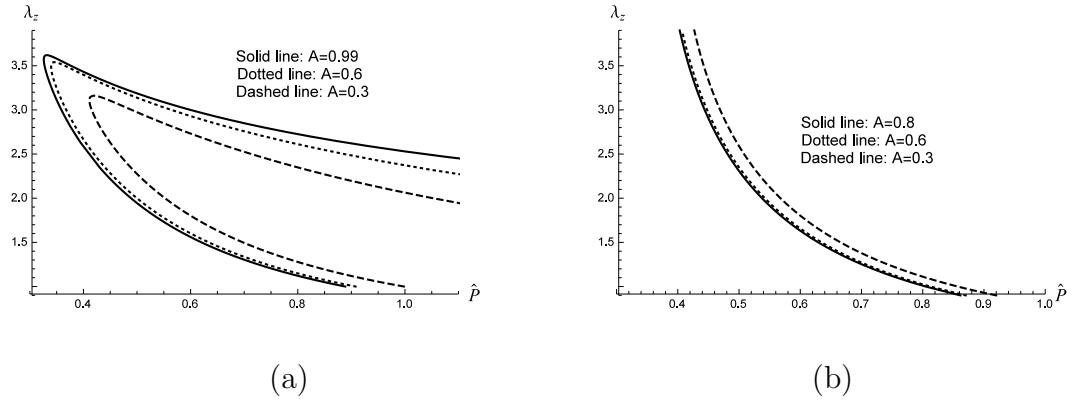 λz
3.5
3.0
2.5
2.0
1.5
0.4
0.6
0.8
1.0
P̂
Solid line: A=0.99
Dotted line: A=0.6
Dashed line: A=0.3
(a)
λz
3.5
3.0
2.5
2.0
1.5
0.4
0.5
0.6
0.7
0.8
0.9
1.0
P̂
Solid line: A=0.8
Dotted line: A=0.6
Dashed line: A=0.3
(b)